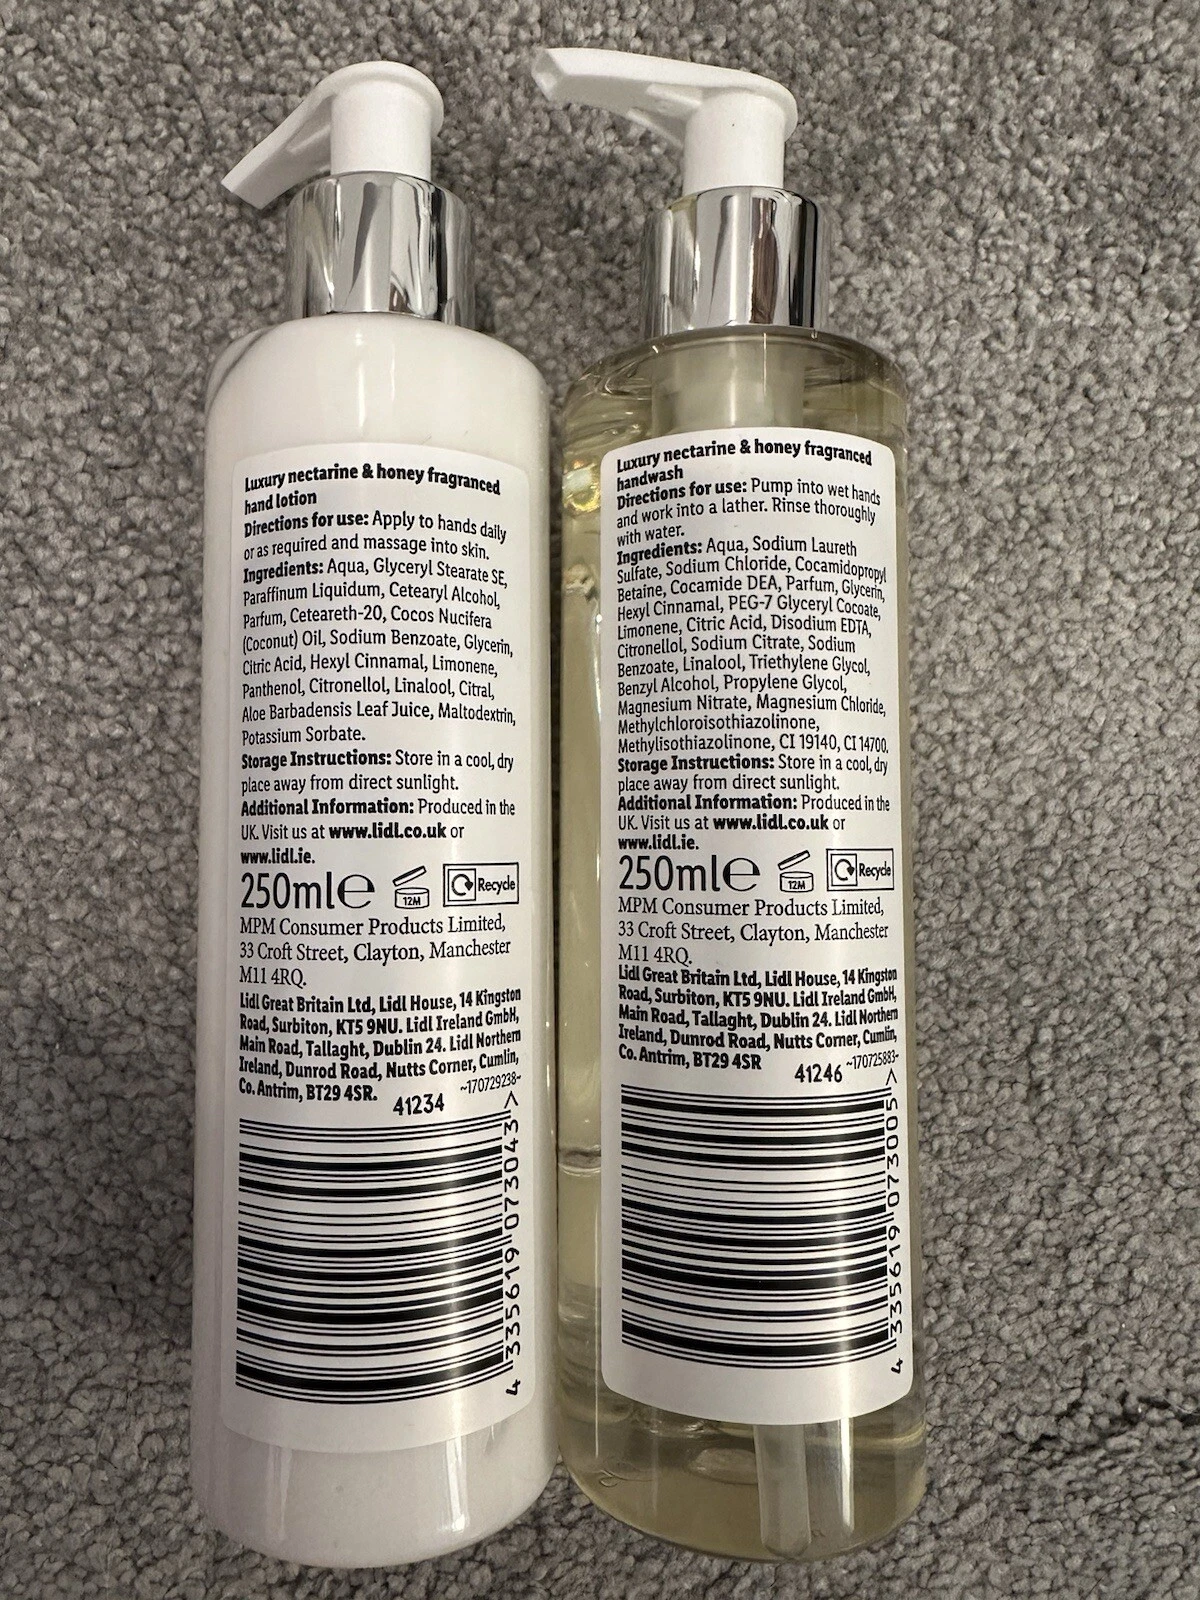 Luxury nectarine & honey fragranced
hand lotion
Directions for use: Apply to hands daily
or as required and massage into skin.
Ingredients: Aqua, Glyceryl Stearate SE,
Paraffinum Liquidum, Cetearyl Alcohol,
Parfum, Ceteareth-20, Cocos Nucifera
(Coconut) Oil, Sodium Benzoate, Glycerin,
Citric Acid, Hexyl Cinnamal, Limonene,
Panthenol, Citronellol, Linalool, Citral,
Aloe Barbadensis Leaf Juice, Maltodextrin,
Potassium Sorbate.
Storage Instructions: Store in a cool, dry
place away from direct sunlight.
Additional Information: Produced in the
UK. Visit us at www.lidl.co.uk or
www.lidl.ie.
250ml℮ 12M Recycle
MPM Consumer Products Limited,
33 Croft Street, Clayton, Manchester
M11 4RQ.
Lidl Great Britain Ltd, Lidl House, 14 Kingston
Road, Surbiton, KT5 9NU. Lidl Ireland GmbH,
Main Road, Tallaght, Dublin 24. Lidl Northern
Ireland, Dunrod Road, Nutts Corner, Cumlin,
Co. Antrim, BT29 4SR.
41234 ~170729238~
4 335619 073043 >
Luxury nectarine & honey fragranced
handwash
Directions for use: Pump into wet hands
and work into a lather. Rinse thoroughly
with water.
Ingredients: Aqua, Sodium Laureth
Sulfate, Sodium Chloride, Cocamidopropyl
Betaine, Cocamide DEA, Parfum, Glycerin,
Hexyl Cinnamal, PEG-7 Glyceryl Cocoate,
Limonene, Citric Acid, Disodium EDTA,
Citronellol, Sodium Citrate, Sodium
Benzoate, Linalool, Triethylene Glycol,
Benzyl Alcohol, Propylene Glycol,
Magnesium Nitrate, Magnesium Chloride,
Methylchloroisothiazolinone,
Methylisothiazolinone, CI 19140, CI 14700.
Storage Instructions: Store in a cool, dry
place away from direct sunlight.
Additional Information: Produced in the
UK. Visit us at www.lidl.co.uk or
www.lidl.ie.
250ml℮ 12M Recycle
MPM Consumer Products Limited,
33 Croft Street, Clayton, Manchester
M11 4RQ.
Lidl Great Britain Ltd, Lidl House, 14 Kingston
Road, Surbiton, KT5 9NU. Lidl Ireland GmbH,
Main Road, Tallaght, Dublin 24. Lidl Northern
Ireland, Dunrod Road, Nutts Corner, Cumlin,
Co. Antrim, BT29 4SR
41246 ~170725883~
4 335619 073005 >